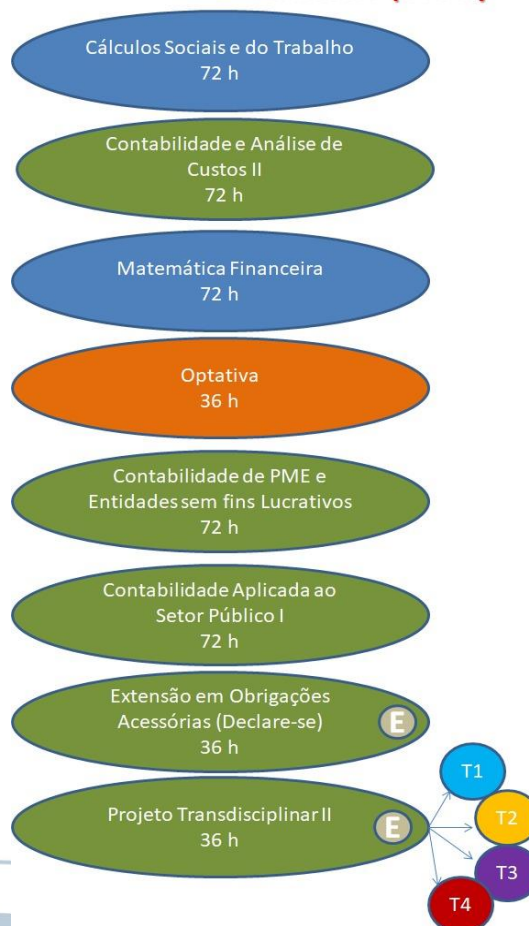 Cálculos Sociais e do Trabalho
72 h
Contabilidade e Análise de
Custos II
72 h
Matemática Financeira
72 h
Optativa
36 h
Contabilidade de PME e
Entidades sem fins Lucrativos
72 h
Contabilidade Aplicada ao
Setor Público I
72 h
Extensão em Obrigações
Acessórias (Declare-se)
36 h
E
Projeto Transdisciplinar II
36 h
E
T1
T2
T3
T4